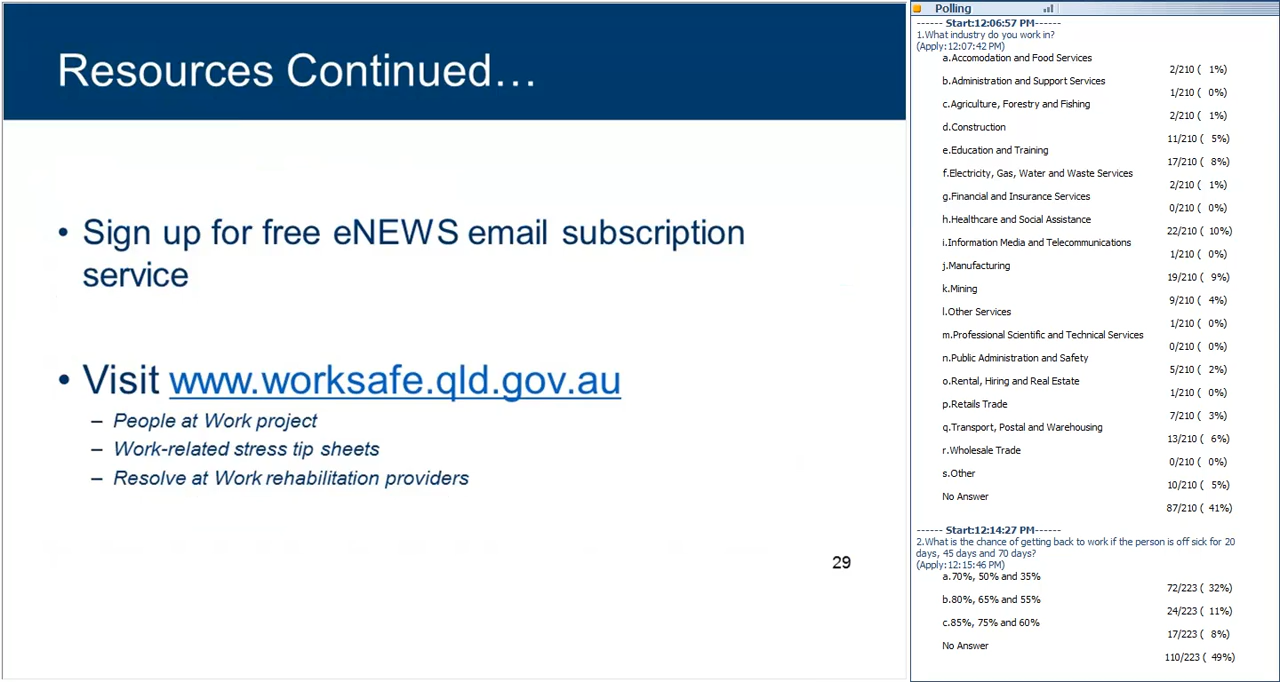 Resources Continued…
• Sign up for free eNEWS email subscription
service
• Visit www.worksafe.qld.gov.au
– People at Work project
– Work-related stress tip sheets
– Resolve at Work rehabilitation providers
29
Polling
------ Start:12:06:57 PM------
1.What industry do you work in?
(Apply:12:07:42 PM)
a.Accomodation and Food Services
2/210 ( 1%)
b.Administration and Support Services
1/210 ( 0%)
c.Agriculture, Forestry and Fishing
2/210 ( 1%)
d.Construction
11/210 ( 5%)
e.Education and Training
17/210 ( 8%)
f.Electricity, Gas, Water and Waste Services
2/210 ( 1%)
g.Financial and Insurance Services
0/210 ( 0%)
h.Healthcare and Social Assistance
22/210 ( 10%)
i.Information Media and Telecommunications
1/210 ( 0%)
j.Manufacturing
19/210 ( 9%)
k.Mining
9/210 ( 4%)
l.Other Services
1/210 ( 0%)
m.Professional Scientific and Technical Services
0/210 ( 0%)
n.Public Administration and Safety
5/210 ( 2%)
o.Rental, Hiring and Real Estate
1/210 ( 0%)
p.Retails Trade
7/210 ( 3%)
q.Transport, Postal and Warehousing
13/210 ( 6%)
r.Wholesale Trade
0/210 ( 0%)
s.Other
10/210 ( 5%)
No Answer
87/210 ( 41%)
------ Start:12:14:27 PM------
2.What is the chance of getting back to work if the person is off sick for 20
days, 45 days and 70 days?
(Apply:12:15:46 PM)
a.70%, 50% and 35%
72/223 ( 32%)
b.80%, 65% and 55%
24/223 ( 11%)
c.85%, 75% and 60%
17/223 ( 8%)
No Answer
110/223 ( 49%)